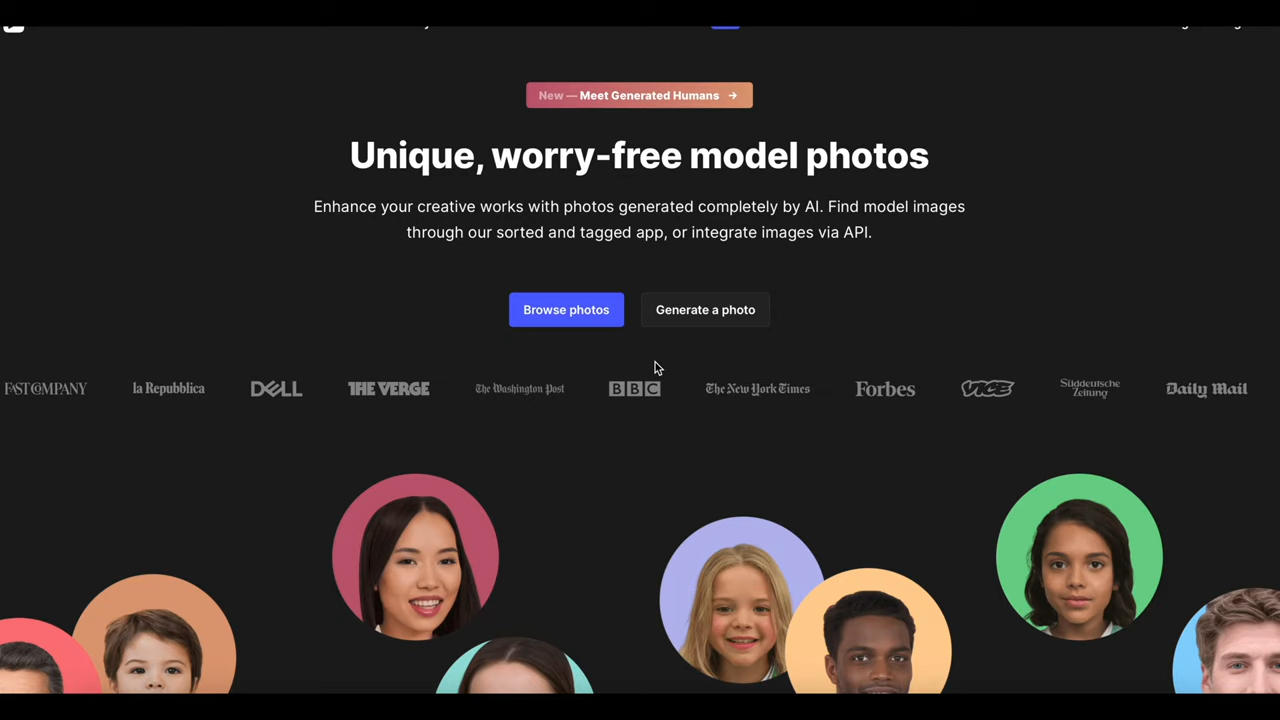 New — Meet Generated Humans →
Unique, worry-free model photos
Enhance your creative works with photos generated completely by AI. Find model images
through our sorted and tagged app, or integrate images via API.
Browse photos Generate a photo
FAST COMPANY la Repubblica DELL THE VERGE The Washington Post BBC The New York Times Forbes VICE Süddeutsche Zeitung Daily Mail